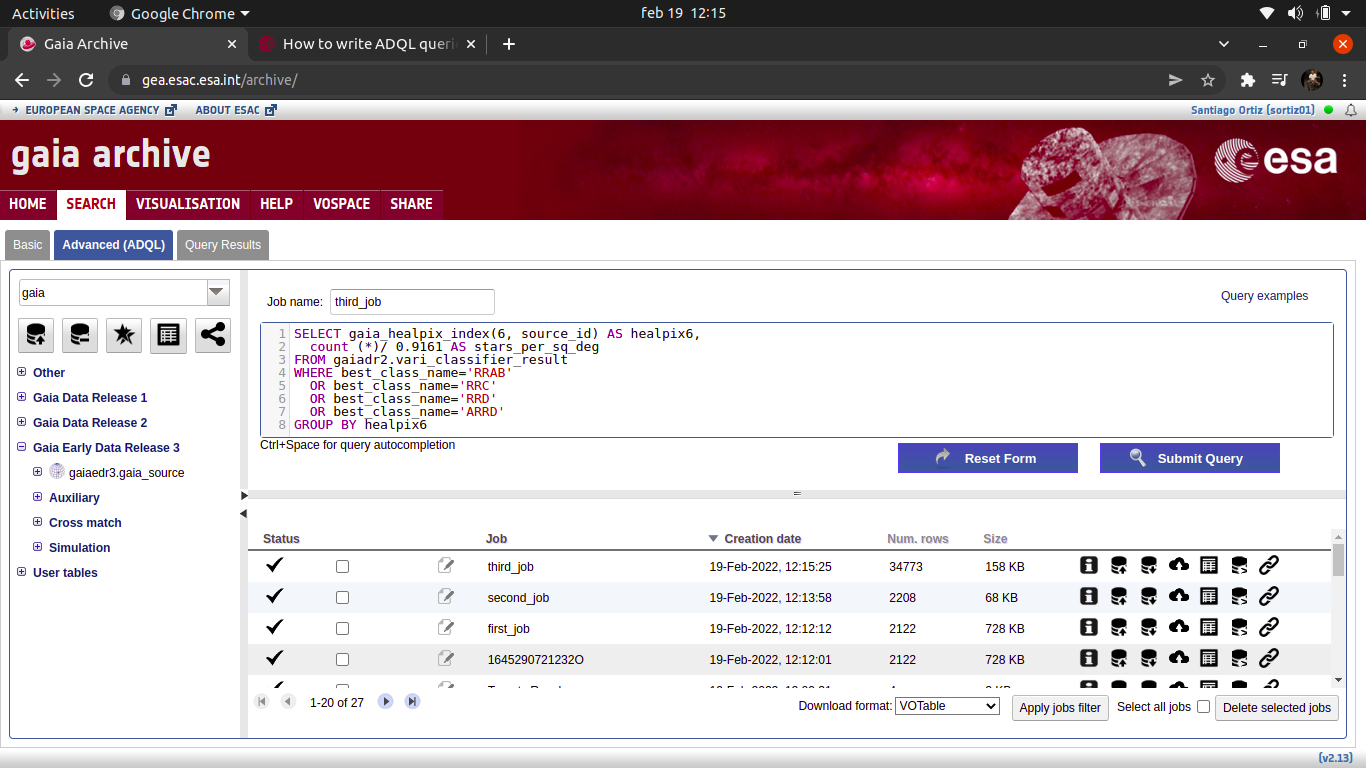 Activities
Google Chrome
feb 19 12:15
Gaia Archive
How to write ADQL queri
gea.esac.esa.int/archive/
EUROPEAN SPACE AGENCY
ABOUT ESAC
Santiago Ortiz (sortiz01)
gaia archive
esa
HOME
SEARCH
VISUALISATION
HELP
VOSPACE
SHARE
Basic
Advanced (ADQL)
Query Results
gaia
Other
Gaia Data Release 1
Gaia Data Release 2
Gaia Early Data Release 3
gaiaedr3.gaia_source
Auxiliary
Cross match
Simulation
User tables
Job name: third_job
Query examples
1 SELECT gaia_healpix_index(6, source_id) AS healpix6,
2 count (*)/ 0.9161 AS stars_per_sq_deg
3 FROM gaiadr2.vari_classifier_result
4 WHERE best_class_name='RRAB'
5 OR best_class_name='RRC'
6 OR best_class_name='RRD'
7 OR best_class_name='ARRD'
8 GROUP BY healpix6
Ctrl+Space for query autocompletion
Reset Form
Submit Query
Status Job Creation date Num. rows Size
third_job 19-Feb-2022, 12:15:25 34773 158 KB
second_job 19-Feb-2022, 12:13:58 2208 68 KB
first_job 19-Feb-2022, 12:12:12 2122 728 KB
1645290721232O 19-Feb-2022, 12:12:01 2122 728 KB
1-20 of 27
Download format: VOTable
Apply jobs filter
Select all jobs
Delete selected jobs
(v2.13)